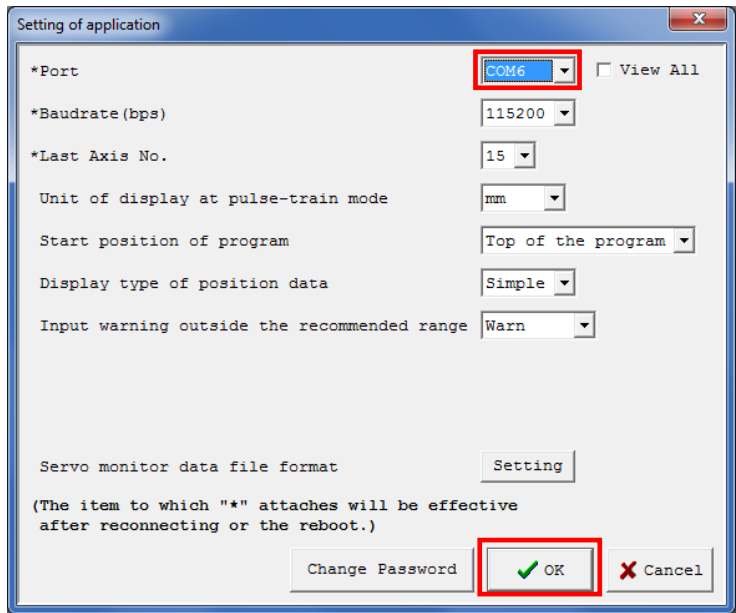 Setting of application
*Port COM6 View All
*Baudrate(bps) 115200
*Last Axis No. 15
Unit of display at pulse-train mode mm
Start position of program Top of the program
Display type of position data Simple
Input warning outside the recommended range Warn
Servo monitor data file format Setting
(The item to which "*" attaches will be effective
after reconnecting or the reboot.)
Change Password OK Cancel